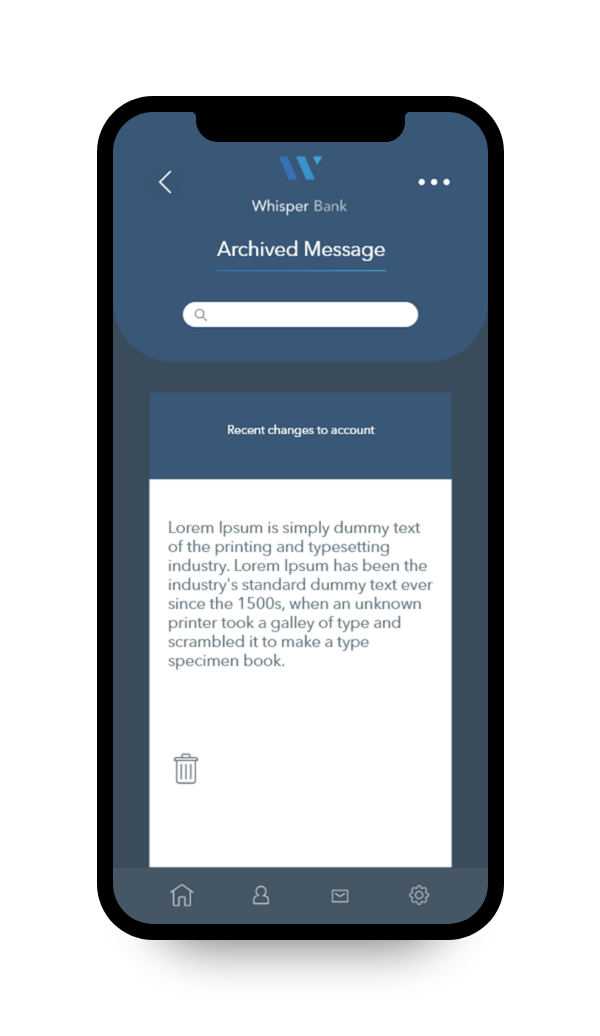 Whisper Bank
Archived Message
Recent changes to account
Lorem Ipsum is simply dummy text
of the printing and typesetting
industry. Lorem Ipsum has been the
industry's standard dummy text ever
since the 1500s, when an unknown
printer took a galley of type and
scrambled it to make a type
specimen book.